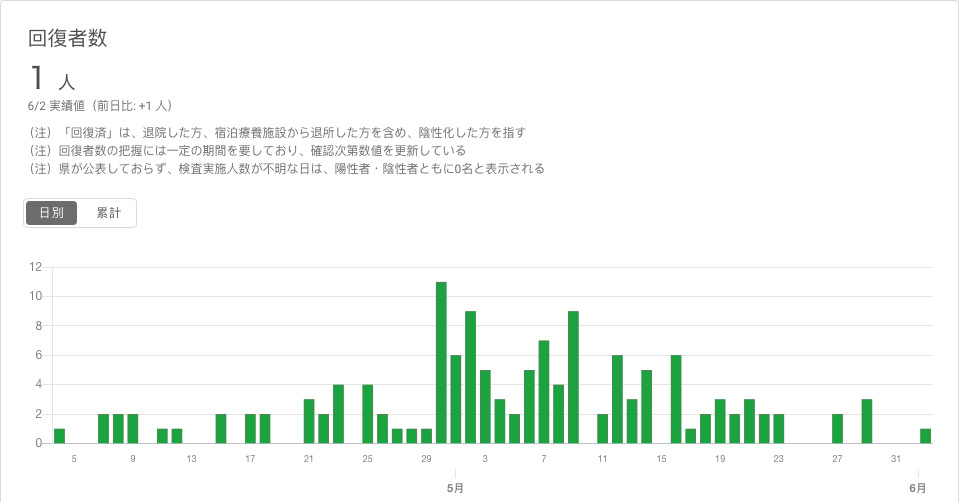 回復者数
1 人
6/2 実績値（前日比: +1 人）
（注）「回復済」は、退院した方、宿泊療養施設から退所した方を含め、陰性化した方を指す
（注）回復者数の把握には一定の期間を要しており、確認次第数値を更新している
（注）県が公表しておらず、検査実施人数が不明な日は、陽性者・陰性者ともに0名と表示される
日別 累計
12
10
8
6
4
2
0
5 9 13 17 21 25 29 3 7 11 15 19 23 27 31
5月 6月